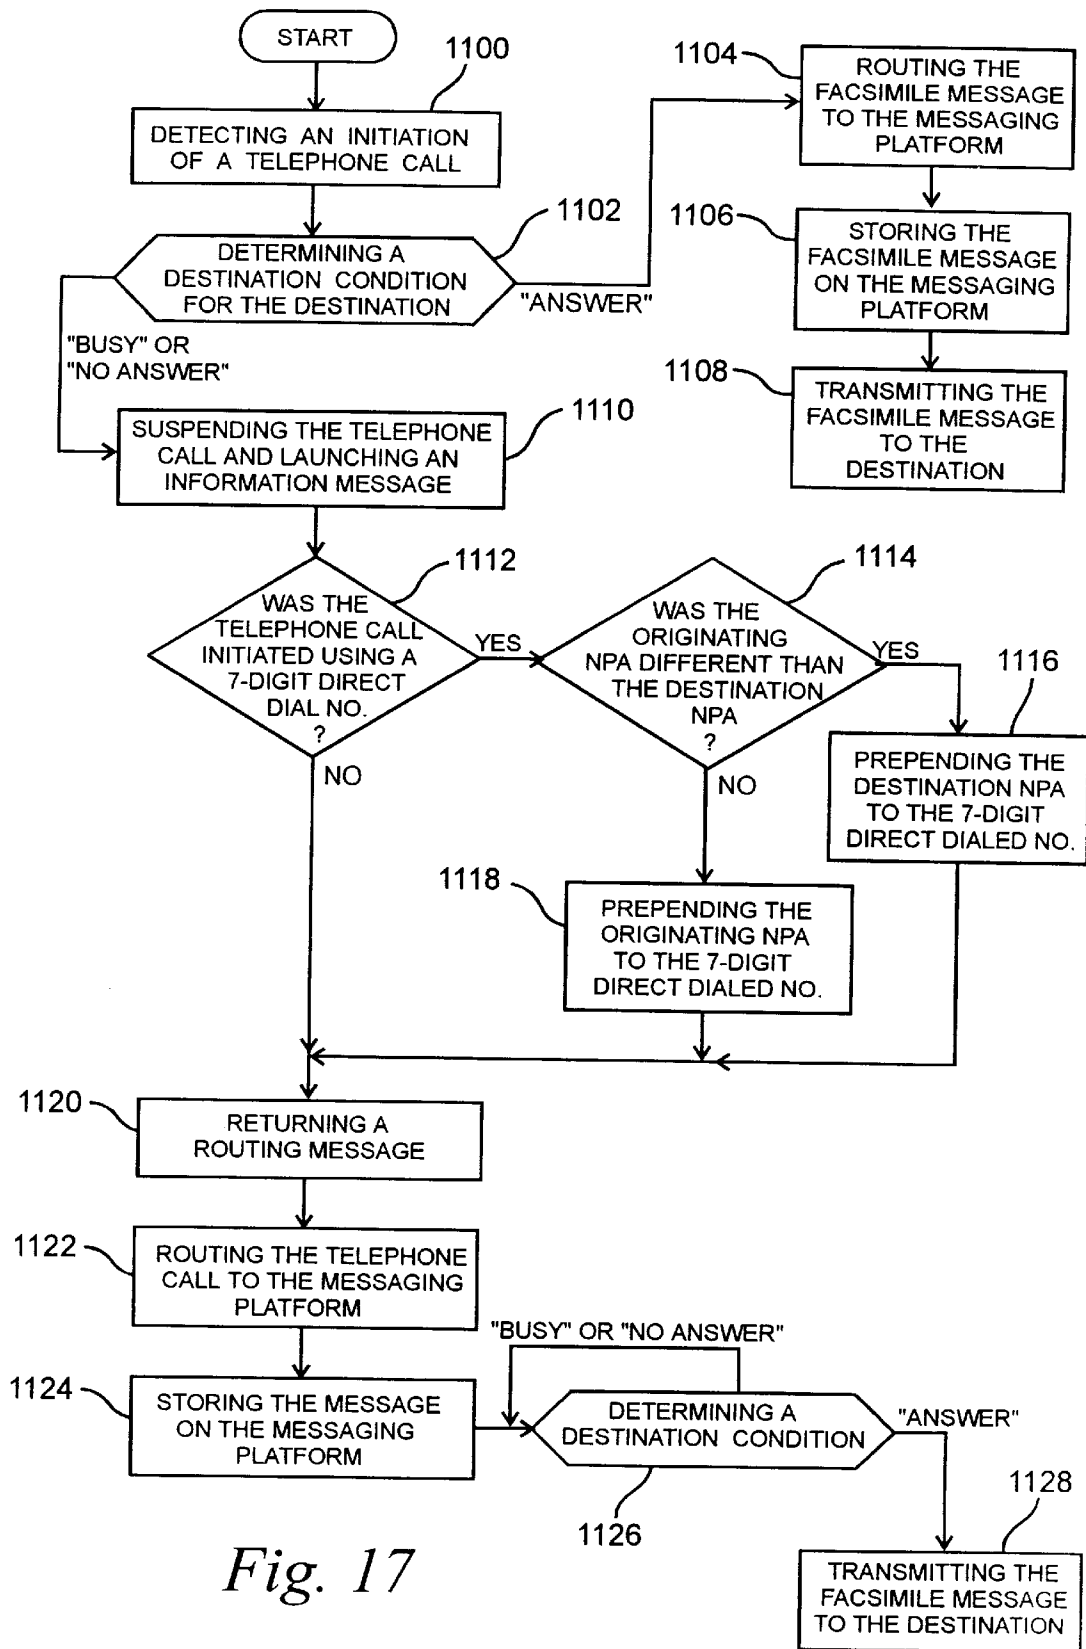 START
1100
DETECTING AN INITIATION
OF A TELEPHONE CALL
1102
DETERMINING A
DESTINATION CONDITION
FOR THE DESTINATION
"ANSWER"
"BUSY" OR
"NO ANSWER"
1104
ROUTING THE
FACSIMILE MESSAGE
TO THE MESSAGING
PLATFORM
1106
STORING THE
FACSIMILE MESSAGE
ON THE MESSAGING
PLATFORM
1108
TRANSMITTING THE
FACSIMILE MESSAGE
TO THE
DESTINATION
1110
SUSPENDING THE TELEPHONE
CALL AND LAUNCHING AN
INFORMATION MESSAGE
1112
WAS THE
TELEPHONE CALL
INITIATED USING A
7-DIGIT DIRECT
DIAL NO.
?
YES
NO
1114
WAS THE
ORIGINATING
NPA DIFFERENT THAN
THE DESTINATION
NPA
?
YES
NO
1116
PREPENDING THE
DESTINATION NPA
TO THE 7-DIGIT
DIRECT DIALED NO.
1118
PREPENDING THE
ORIGINATING NPA
TO THE 7-DIGIT
DIRECT DIALED NO.
1120
RETURNING A
ROUTING MESSAGE
1122
ROUTING THE TELEPHONE
CALL TO THE MESSAGING
PLATFORM
1124
STORING THE MESSAGE
ON THE MESSAGING
PLATFORM
"BUSY" OR "NO ANSWER"
DETERMINING A
DESTINATION CONDITION
1126
"ANSWER"
1128
TRANSMITTING THE
FACSIMILE MESSAGE
TO THE DESTINATION
Fig. 17